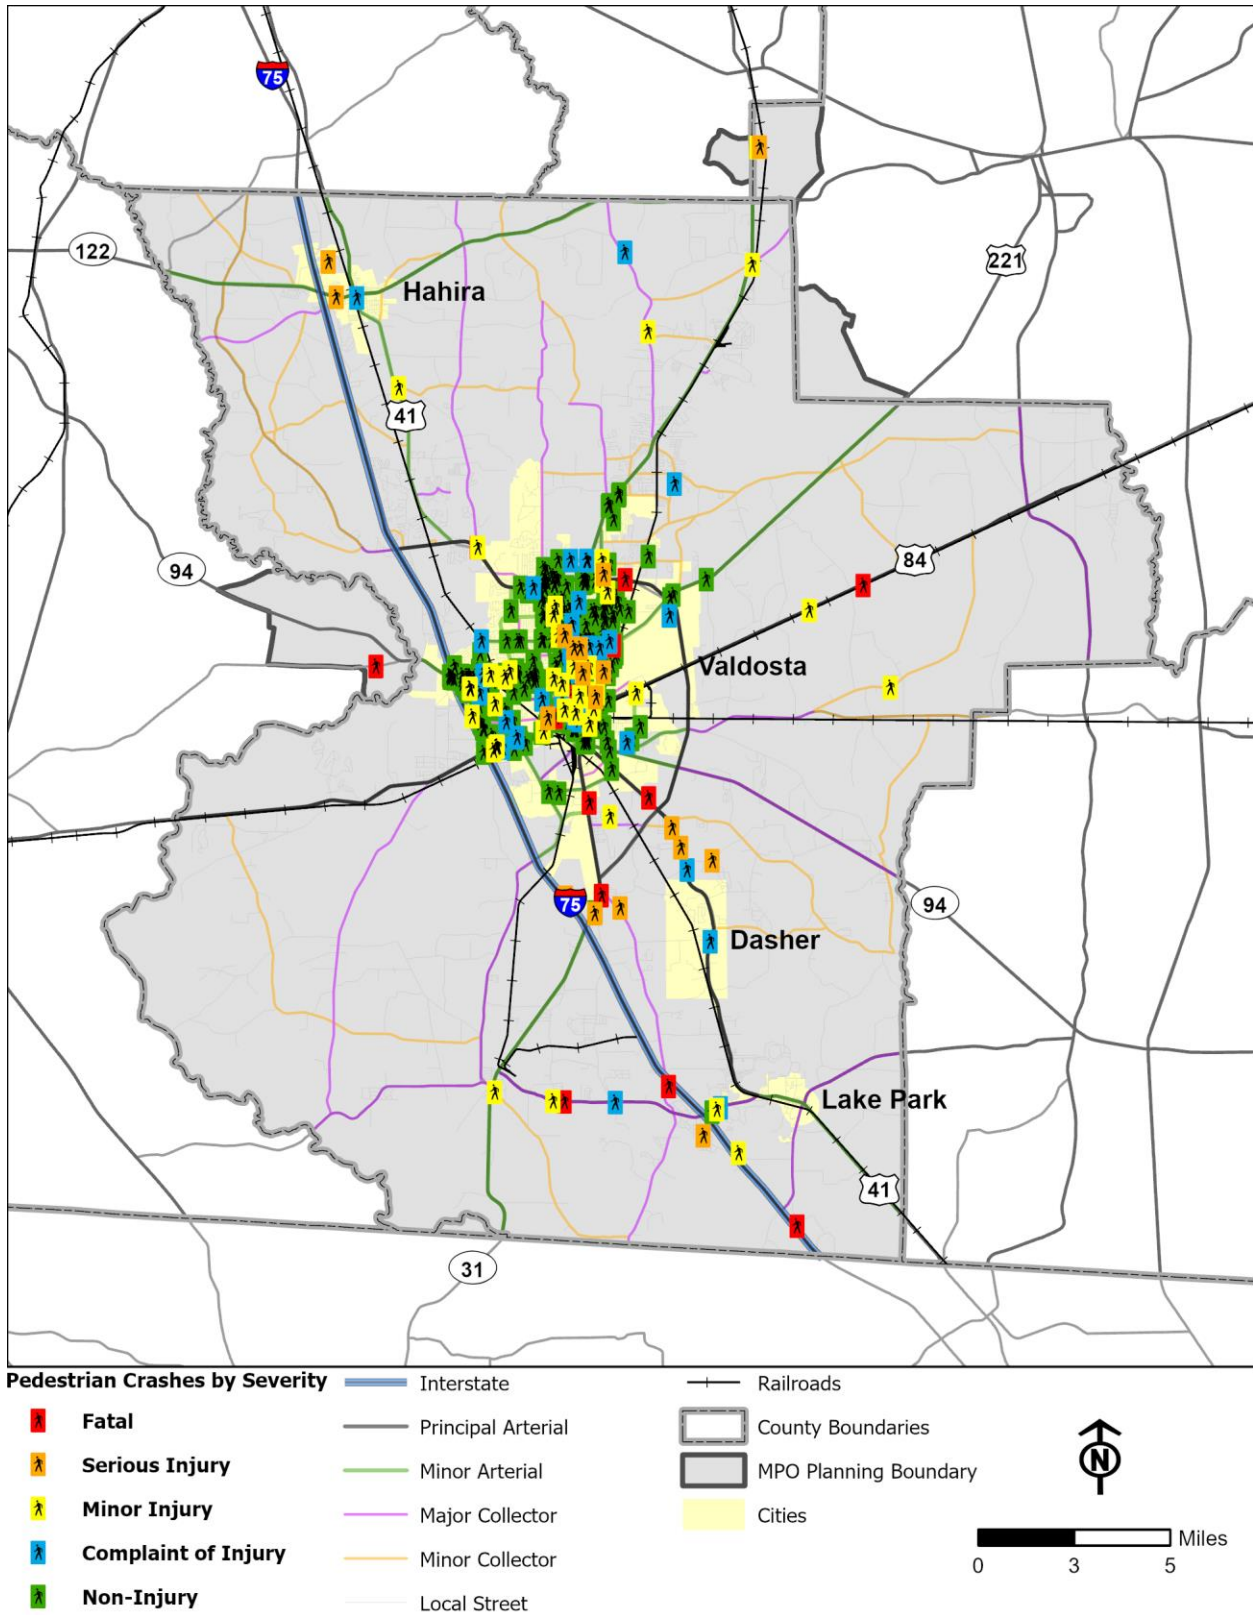 75
122
221
Hahira
41
84
94
Valdosta
75
94
Dasher
Lake Park
41
31
Pedestrian Crashes by Severity
Fatal
Serious Injury
Minor Injury
Complaint of Injury
Non-Injury
Interstate
Principal Arterial
Minor Arterial
Major Collector
Minor Collector
Local Street
Railroads
County Boundaries
MPO Planning Boundary
Cities
N
Miles
0 3 5